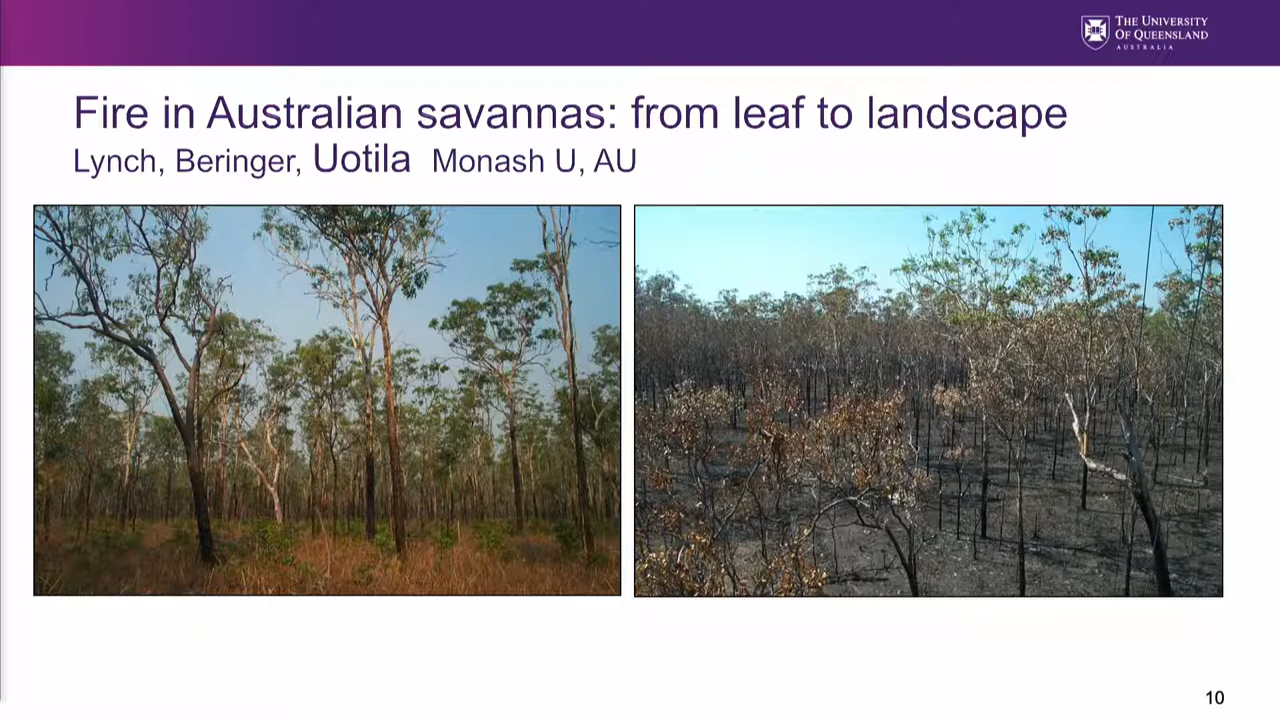 THE UNIVERSITY
OF QUEENSLAND
AUSTRALIA
Fire in Australian savannas: from leaf to landscape
Lynch, Beringer, Uotila Monash U, AU
10